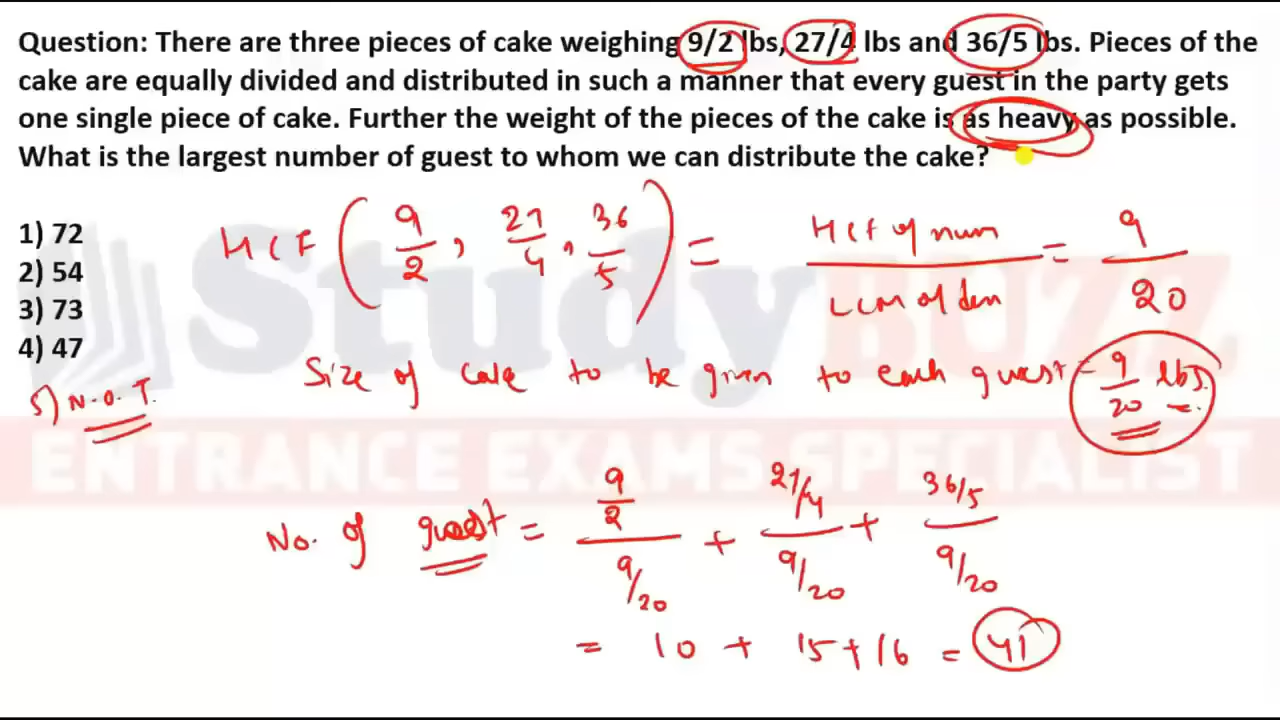 Question: There are three pieces of cake weighing 9/2 lbs, 27/4 lbs and 36/5 lbs. Pieces of the
cake are equally divided and distributed in such a manner that every guest in the party gets
one single piece of cake. Further the weight of the pieces of the cake is as heavy as possible.
What is the largest number of guest to whom we can distribute the cake?
1) 72
2) 54
3) 73
4) 47
5) N.O.T.
HCF (9/2, 27/4, 36/5) = HCF of num / LCM of den = 9/20
Size of cake to be given to each guest = 9/20 lbs.
StudyBUZZ
ENTRANCE EXAMS SPECIALIST
No. of guest = 9/2 / 9/20 + 27/4 / 9/20 + 36/5 / 9/20
= 10 + 15 + 16 = 41